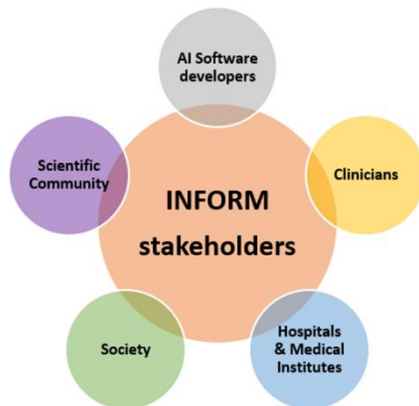 AI Software
developers
Scientific
Community
Clinicians
INFORM
stakeholders
Society
Hospitals
& Medical
Institutes